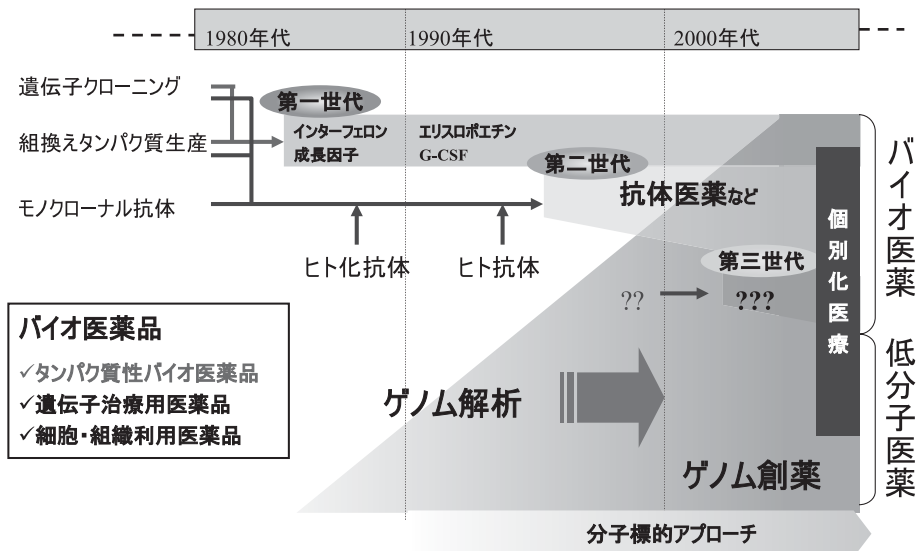 1980年代
1990年代
2000年代
遺伝子クローニング
組換えタンパク質生産
モノクローナル抗体
第一世代
インターフェロン
成長因子
エリスロポエチン
G-CSF
第二世代
抗体医薬など
ヒト化抗体
ヒト抗体
第三世代
??
???
個別化医療
バイオ医薬
低分子医薬
バイオ医薬品
✓タンパク質性バイオ医薬品
✓遺伝子治療用医薬品
✓細胞・組織利用医薬品
ゲノム解析
ゲノム創薬
分子標的アプローチ